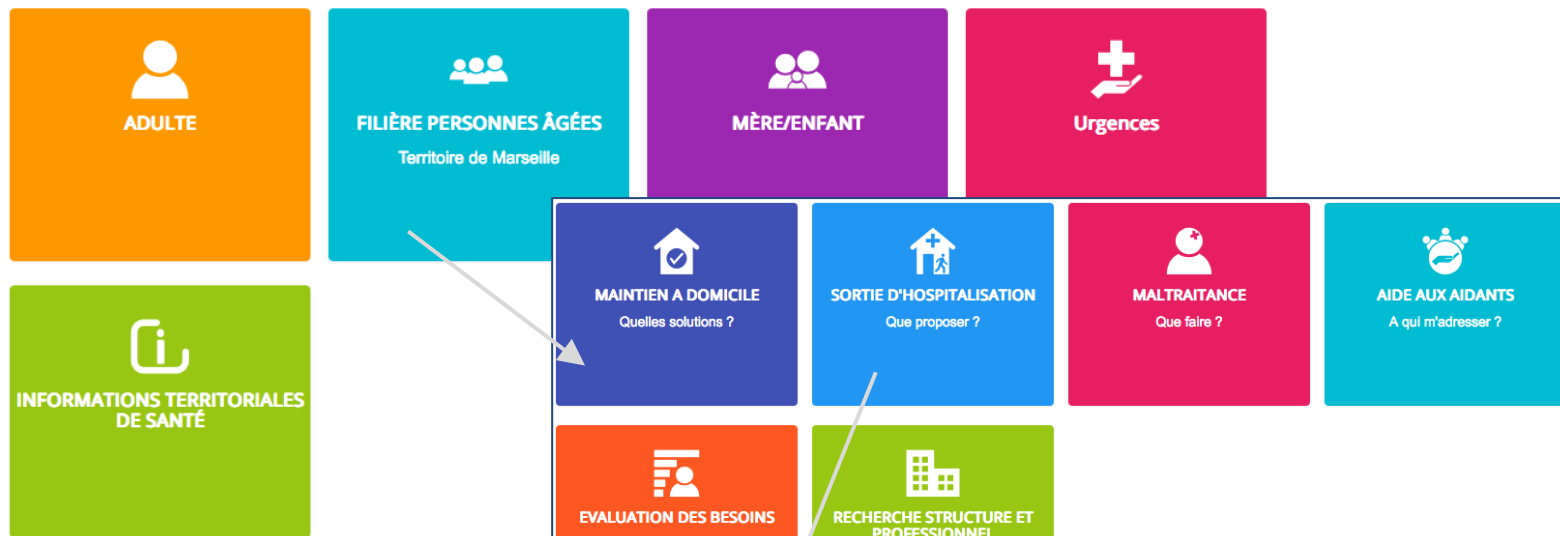 ADULTE
FILIÈRE PERSONNES ÂGÉES
Territoire de Marseille
MÈRE/ENFANT
Urgences
INFORMATIONS TERRITORIALES
DE SANTÉ
MAINTIEN A DOMICILE
Quelles solutions ?
SORTIE D'HOSPITALISATION
Que proposer ?
MALTRAITANCE
Que faire ?
AIDE AUX AIDANTS
A qui m'adresser ?
EVALUATION DES BESOINS
RECHERCHE STRUCTURE ET
PROFESSIONNEL